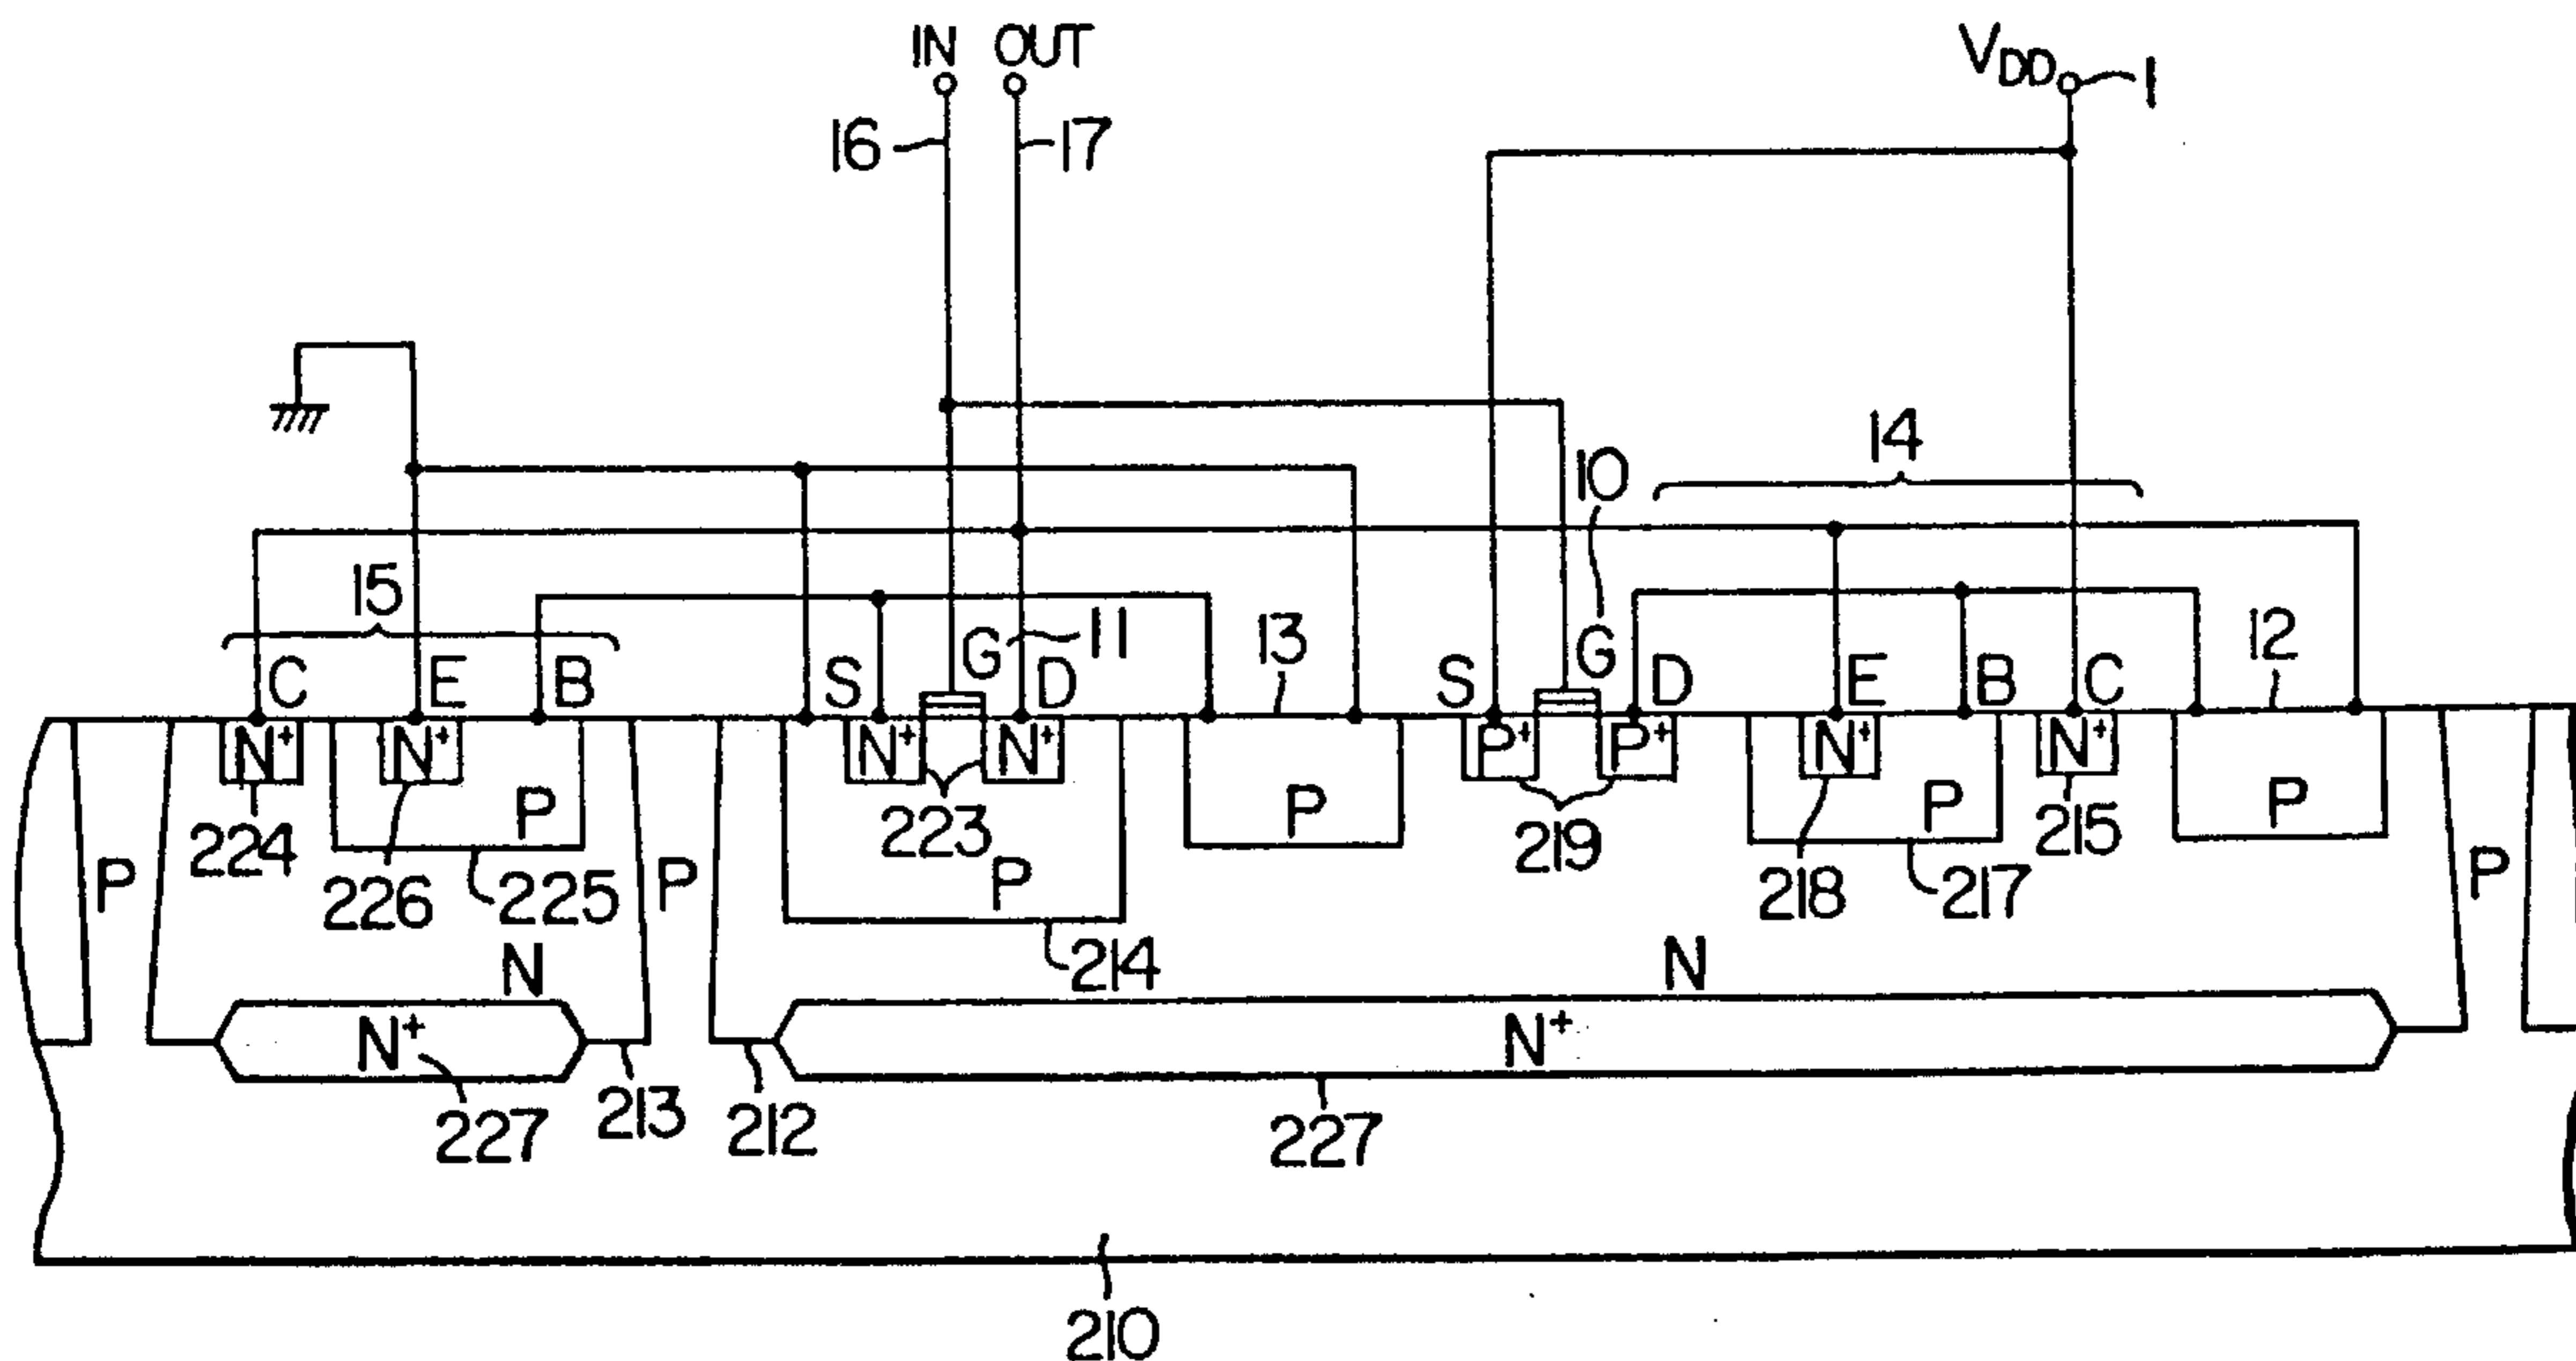 IN OUT
V_DD 1
16 17
14
10
15
11
13
12
C E B S G D S G D E B C
N⁺ N⁺ P N⁺ N⁺ P P⁺ P⁺ N⁺ P N⁺ P
224 223 219 215
P P P P
226 225 218 217
214
N N
N⁺ N⁺
213 212
227 227
210